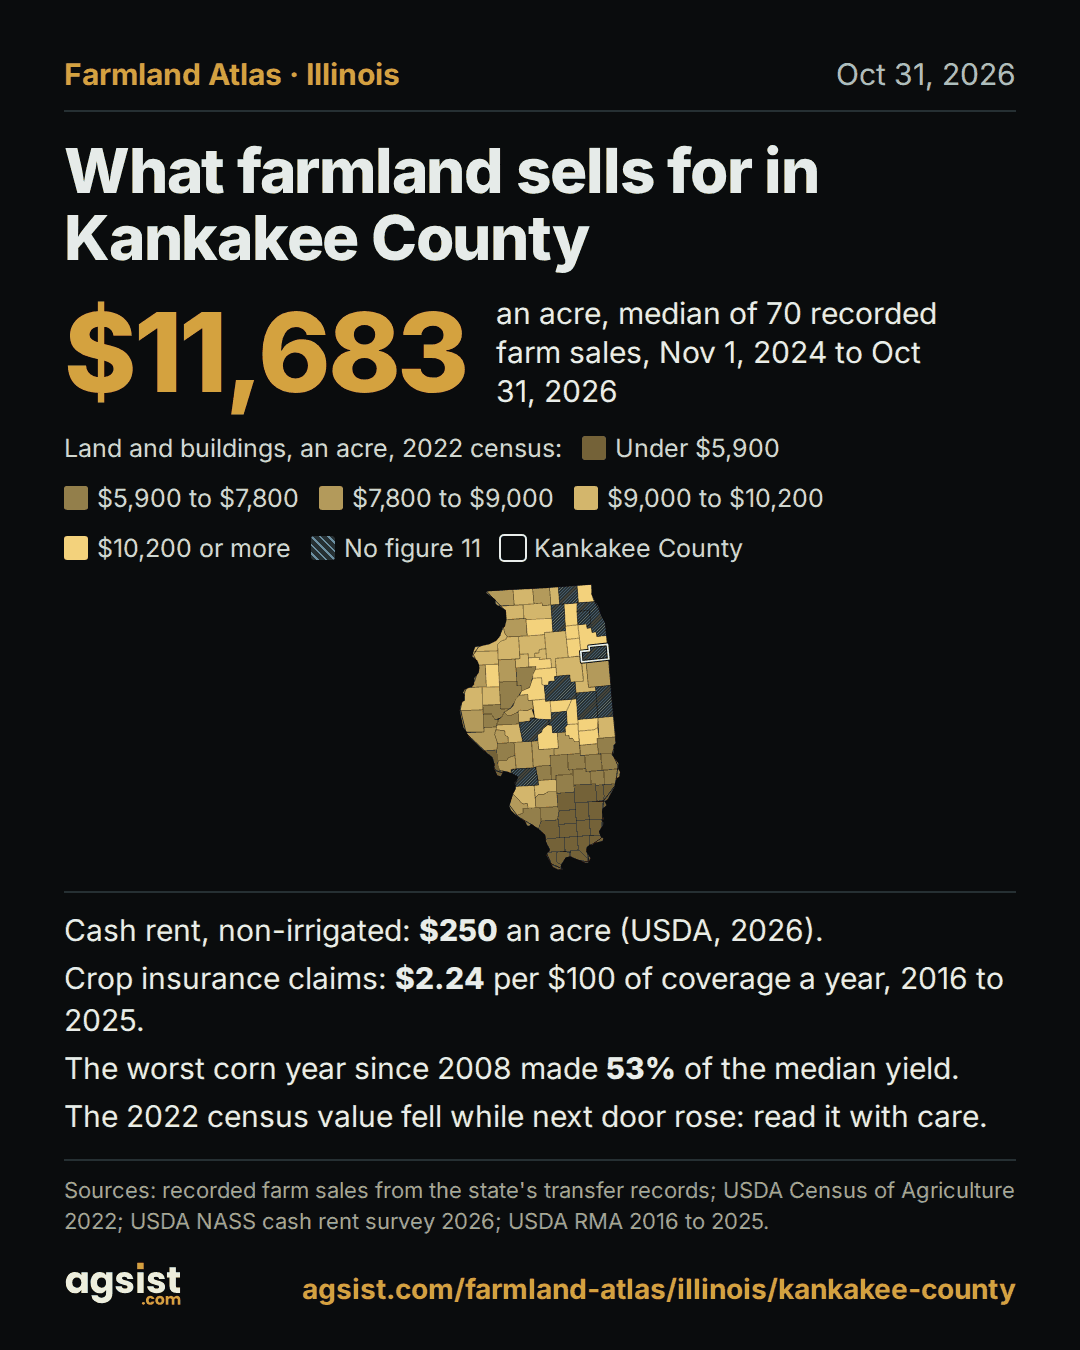 Farmland Atlas · Illinois
Oct 31, 2026
What farmland sells for in
Kankakee County
$11,683
an acre, median of 70 recorded
farm sales, Nov 1, 2024 to Oct
31, 2026
Land and buildings, an acre, 2022 census: Under $5,900
$5,900 to $7,800 $7,800 to $9,000 $9,000 to $10,200
$10,200 or more No figure 11 Kankakee County
Cash rent, non-irrigated: $250 an acre (USDA, 2026).
Crop insurance claims: $2.24 per $100 of coverage a year, 2016 to
2025.
The worst corn year since 2008 made 53% of the median yield.
The 2022 census value fell while next door rose: read it with care.
Sources: recorded farm sales from the state's transfer records; USDA Census of Agriculture
2022; USDA NASS cash rent survey 2026; USDA RMA 2016 to 2025.
agsist
.com
agsist.com/farmland-atlas/illinois/kankakee-county